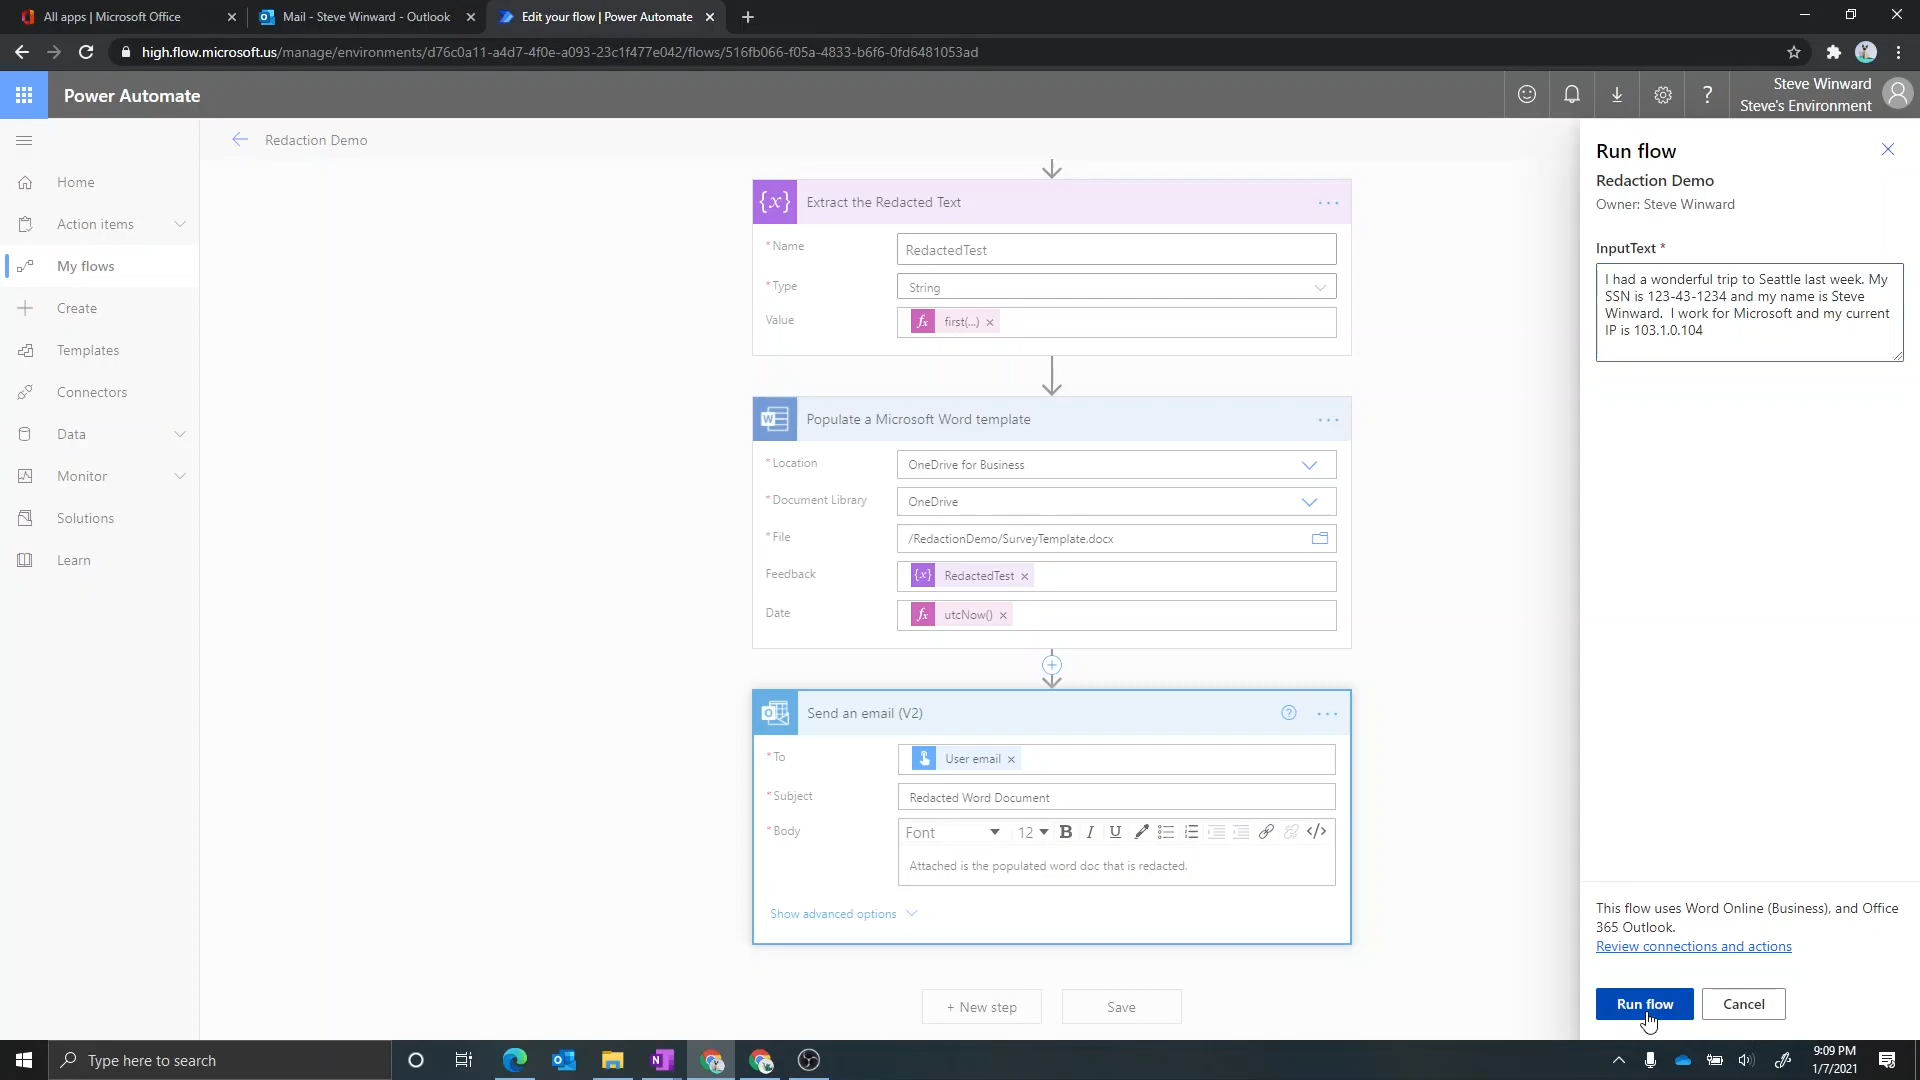 All apps | Microsoft Office
Mail - Steve Winward - Outlook
Edit your flow | Power Automate
high.flow.microsoft.us/manage/environments/d76c0a11-a4d7-4f0e-a093-23c1f477e042/flows/516fb066-f05a-4833-b6f6-0fd6481053ad
Power Automate
Steve Winward
Steve's Environment
Redaction Demo
Home
Action items
My flows
Create
Templates
Connectors
Data
Monitor
Solutions
Learn
{x} Extract the Redacted Text
* Name
RedactedTest
* Type
String
Value
fx first(...) ×
Populate a Microsoft Word template
* Location
OneDrive for Business
* Document Library
OneDrive
* File
/RedactionDemo/SurveyTemplate.docx
Feedback
{x} RedactedTest ×
Date
fx utcNow() ×
Send an email (V2)
* To
User email ×
* Subject
Redacted Word Document
* Body
Font 12 B I U </>
Attached is the populated word doc that is redacted.
Show advanced options
+ New step
Save
Run flow
Redaction Demo
Owner: Steve Winward
InputText *
I had a wonderful trip to Seattle last week. My
SSN is 123-43-1234 and my name is Steve
Winward.  I work for Microsoft and my current
IP is 103.1.0.104
This flow uses Word Online (Business), and Office
365 Outlook.
Review connections and actions
Run flow
Cancel
Type here to search
9:09 PM
1/7/2021